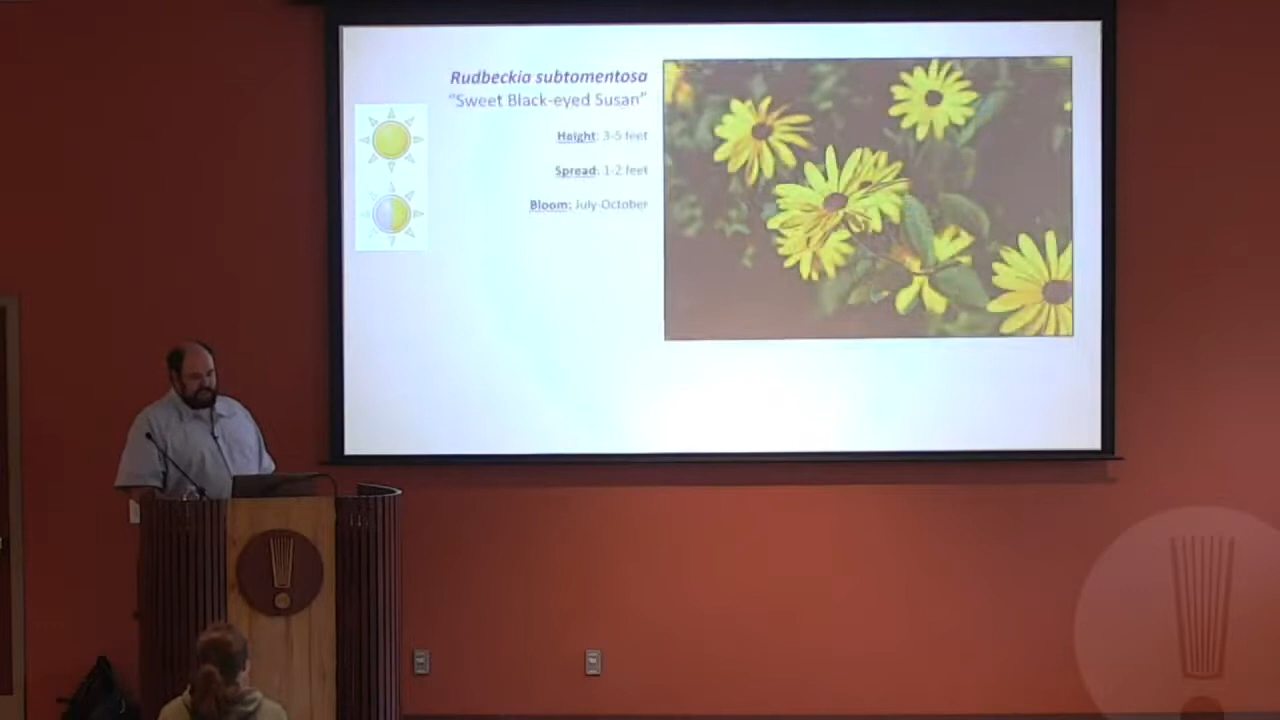 Rudbeckia subtomentosa
“Sweet Black-eyed Susan”
Height: 3-5 feet
Spread: 1-2 feet
Bloom: July-October